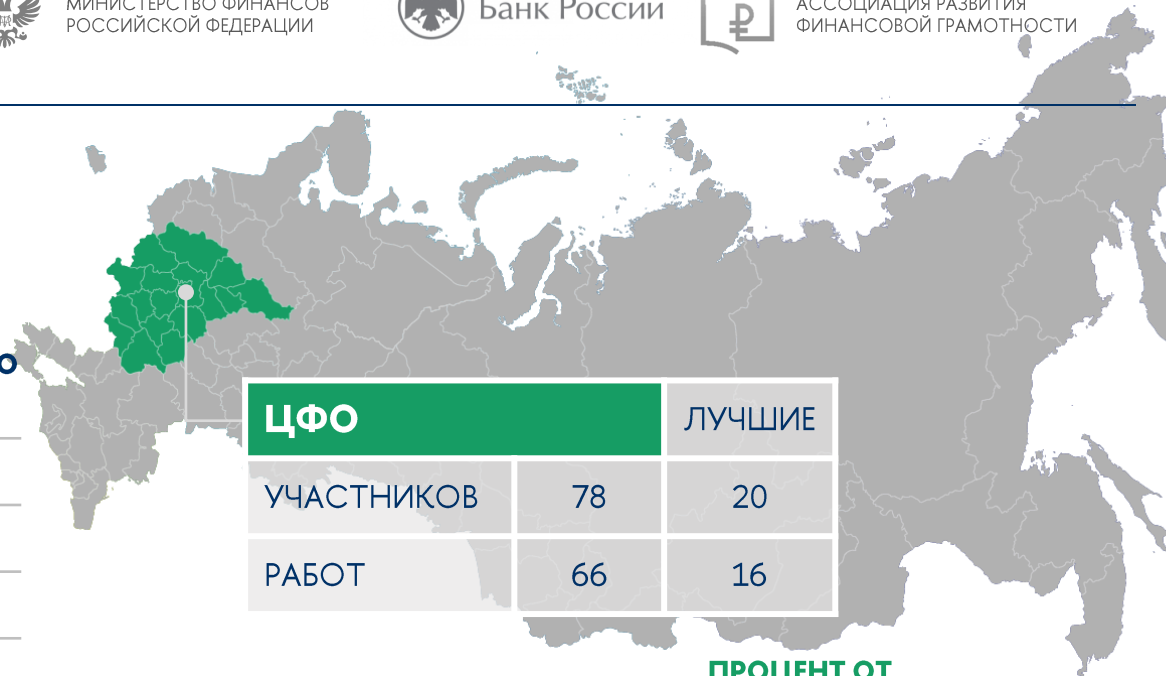 МИНИСТЕРСТВО ФИНАНСОВ
РОССИЙСКОЙ ФЕДЕРАЦИИ
Банк России
АССОЦИАЦИЯ РАЗВИТИЯ
ФИНАНСОВОЙ ГРАМОТНОСТИ
ЦФО ЛУЧШИЕ
УЧАСТНИКОВ 78 20
РАБОТ 66 16
ПРОЦЕНТ ОТ